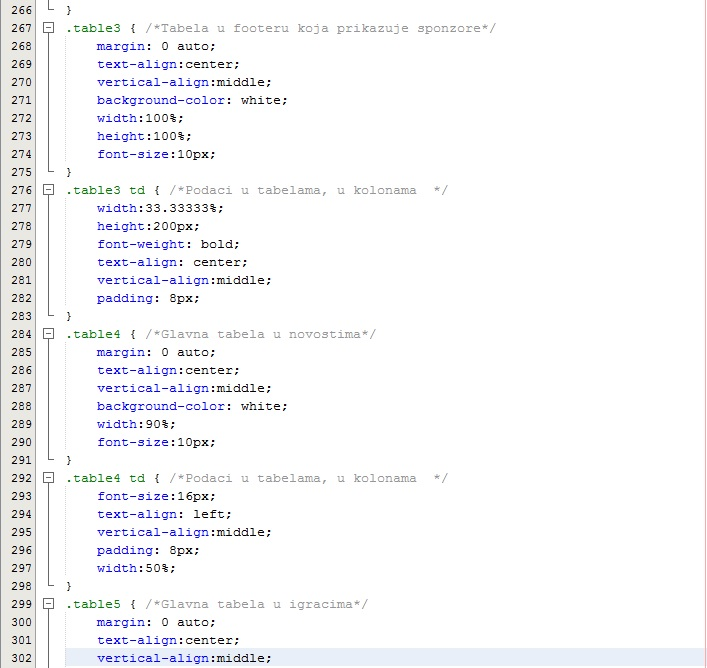 266 }
267 .table3 { /*Tabela u footeru koja prikazuje sponzore*/
268 margin: 0 auto;
269 text-align:center;
270 vertical-align:middle;
271 background-color: white;
272 width:100%;
273 height:100%;
274 font-size:10px;
275 }
276 .table3 td { /*Podaci u tabelama, u kolonama  */
277 width:33.33333%;
278 height:200px;
279 font-weight: bold;
280 text-align: center;
281 vertical-align:middle;
282 padding: 8px;
283 }
284 .table4 { /*Glavna tabela u novostima*/
285 margin: 0 auto;
286 text-align:center;
287 vertical-align:middle;
288 background-color: white;
289 width:90%;
290 font-size:10px;
291 }
292 .table4 td { /*Podaci u tabelama, u kolonama  */
293 font-size:16px;
294 text-align: left;
295 vertical-align:middle;
296 padding: 8px;
297 width:50%;
298 }
299 .table5 { /*Glavna tabela u igracima*/
300 margin: 0 auto;
301 text-align:center;
302 vertical-align:middle;